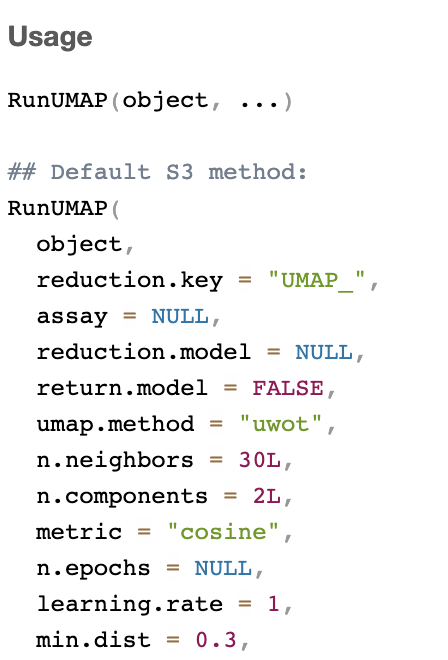 Usage
RunUMAP(object, ...)
## Default S3 method:
RunUMAP(
  object,
  reduction.key = "UMAP_",
  assay = NULL,
  reduction.model = NULL,
  return.model = FALSE,
  umap.method = "uwot",
  n.neighbors = 30L,
  n.components = 2L,
  metric = "cosine",
  n.epochs = NULL,
  learning.rate = 1,
  min.dist = 0.3,